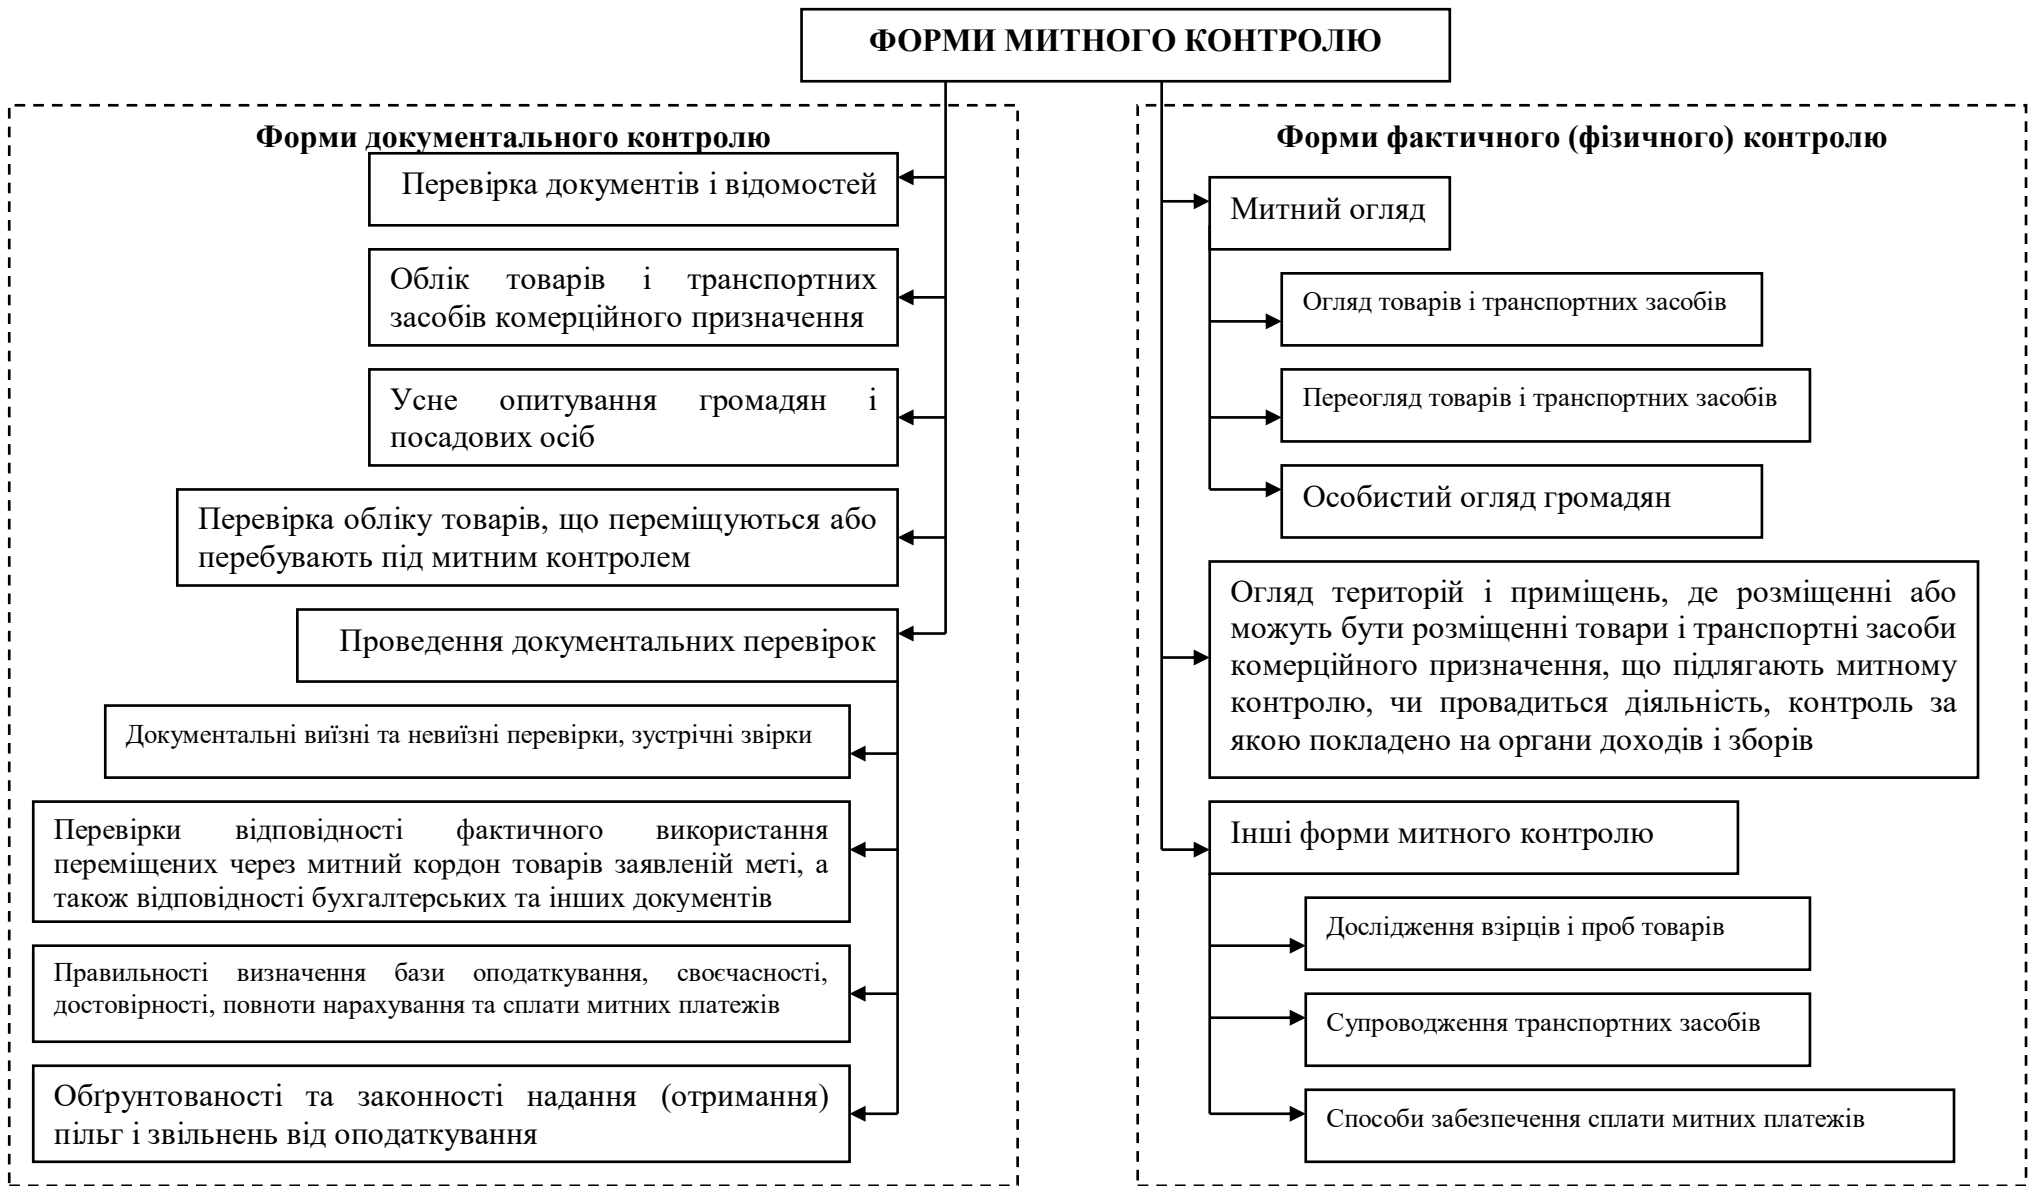 ФОРМИ МИТНОГО КОНТРОЛЮ
Форми документального контролю
Перевірка документів і відомостей
Облік товарів і транспортних
засобів комерційного призначення
Усне опитування громадян і
посадових осіб
Перевірка обліку товарів, що переміщуються або
перебувають під митним контролем
Проведення документальних перевірок
Документальні виїзні та невиїзні перевірки, зустрічні звірки
Перевірки відповідності фактичного використання
переміщених через митний кордон товарів заявленій меті, а
також відповідності бухгалтерських та інших документів
Правильності визначення бази оподаткування, своєчасності,
достовірності, повноти нарахування та сплати митних платежів
Обґрунтованості та законності надання (отримання)
пільг і звільнень від оподаткування
Форми фактичного (фізичного) контролю
Митний огляд
Огляд товарів і транспортних засобів
Переогляд товарів і транспортних засобів
Особистий огляд громадян
Огляд територій і приміщень, де розміщенні або
можуть бути розміщенні товари і транспортні засоби
комерційного призначення, що підлягають митному
контролю, чи провадиться діяльність, контроль за
якою покладено на органи доходів і зборів
Інші форми митного контролю
Дослідження взірців і проб товарів
Супроводження транспортних засобів
Способи забезпечення сплати митних платежів